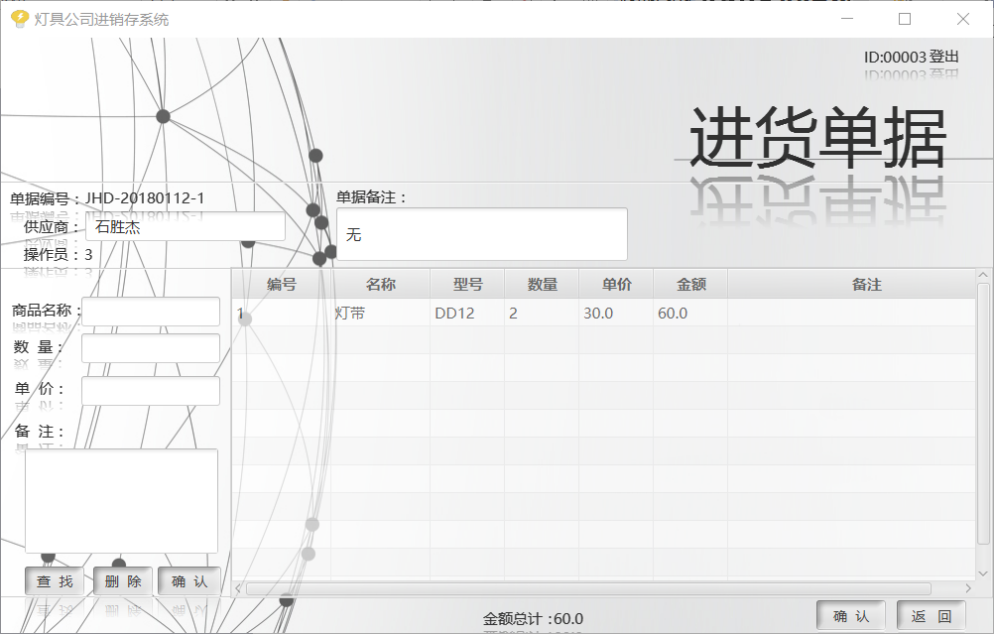 灯具公司进销存系统
ID:00003 登出
进货单据
单据编号：JHD-20180112-1
单据备注：
供应商： 石胜杰
无
操作员：3
编号 名称 型号 数量 单价 金额 备注
1 灯带 DD12 2 30.0 60.0
商品名称：
数 量：
单 价：
备 注：
查 找 删 除 确 认
金额总计：60.0
确 认 返 回